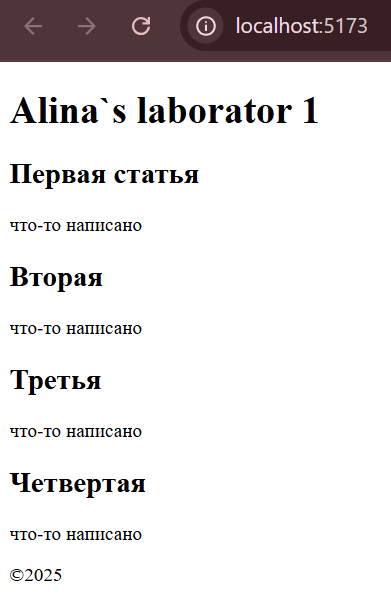 localhost:5173
Alina`s laborator 1
Первая статья
что-то написано
Вторая
что-то написано
Третья
что-то написано
Четвертая
что-то написано
©2025